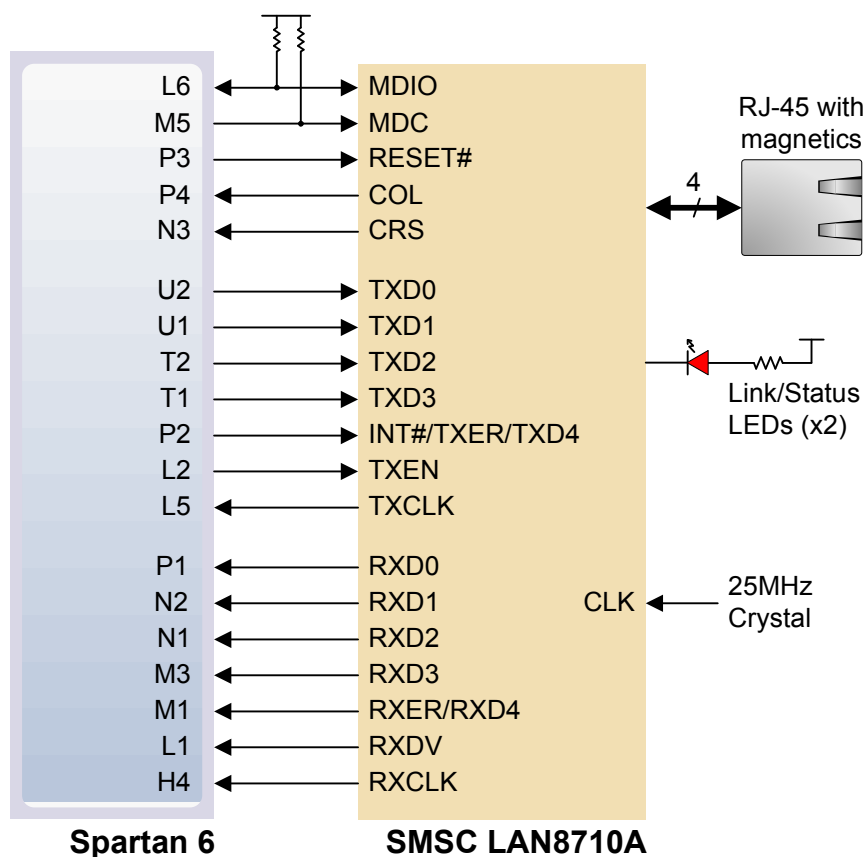 L6 MDIO
M5 MDC
P3 RESET#
P4 COL
N3 CRS
U2 TXD0
U1 TXD1
T2 TXD2
T1 TXD3
P2 INT#/TXER/TXD4
L2 TXEN
L5 TXCLK
P1 RXD0
N2 RXD1
N1 RXD2
M3 RXD3
M1 RXER/RXD4
L1 RXDV
H4 RXCLK
RJ-45 with
magnetics
4
Link/Status
LEDs (x2)
CLK
25MHz
Crystal
Spartan 6
SMSC LAN8710A